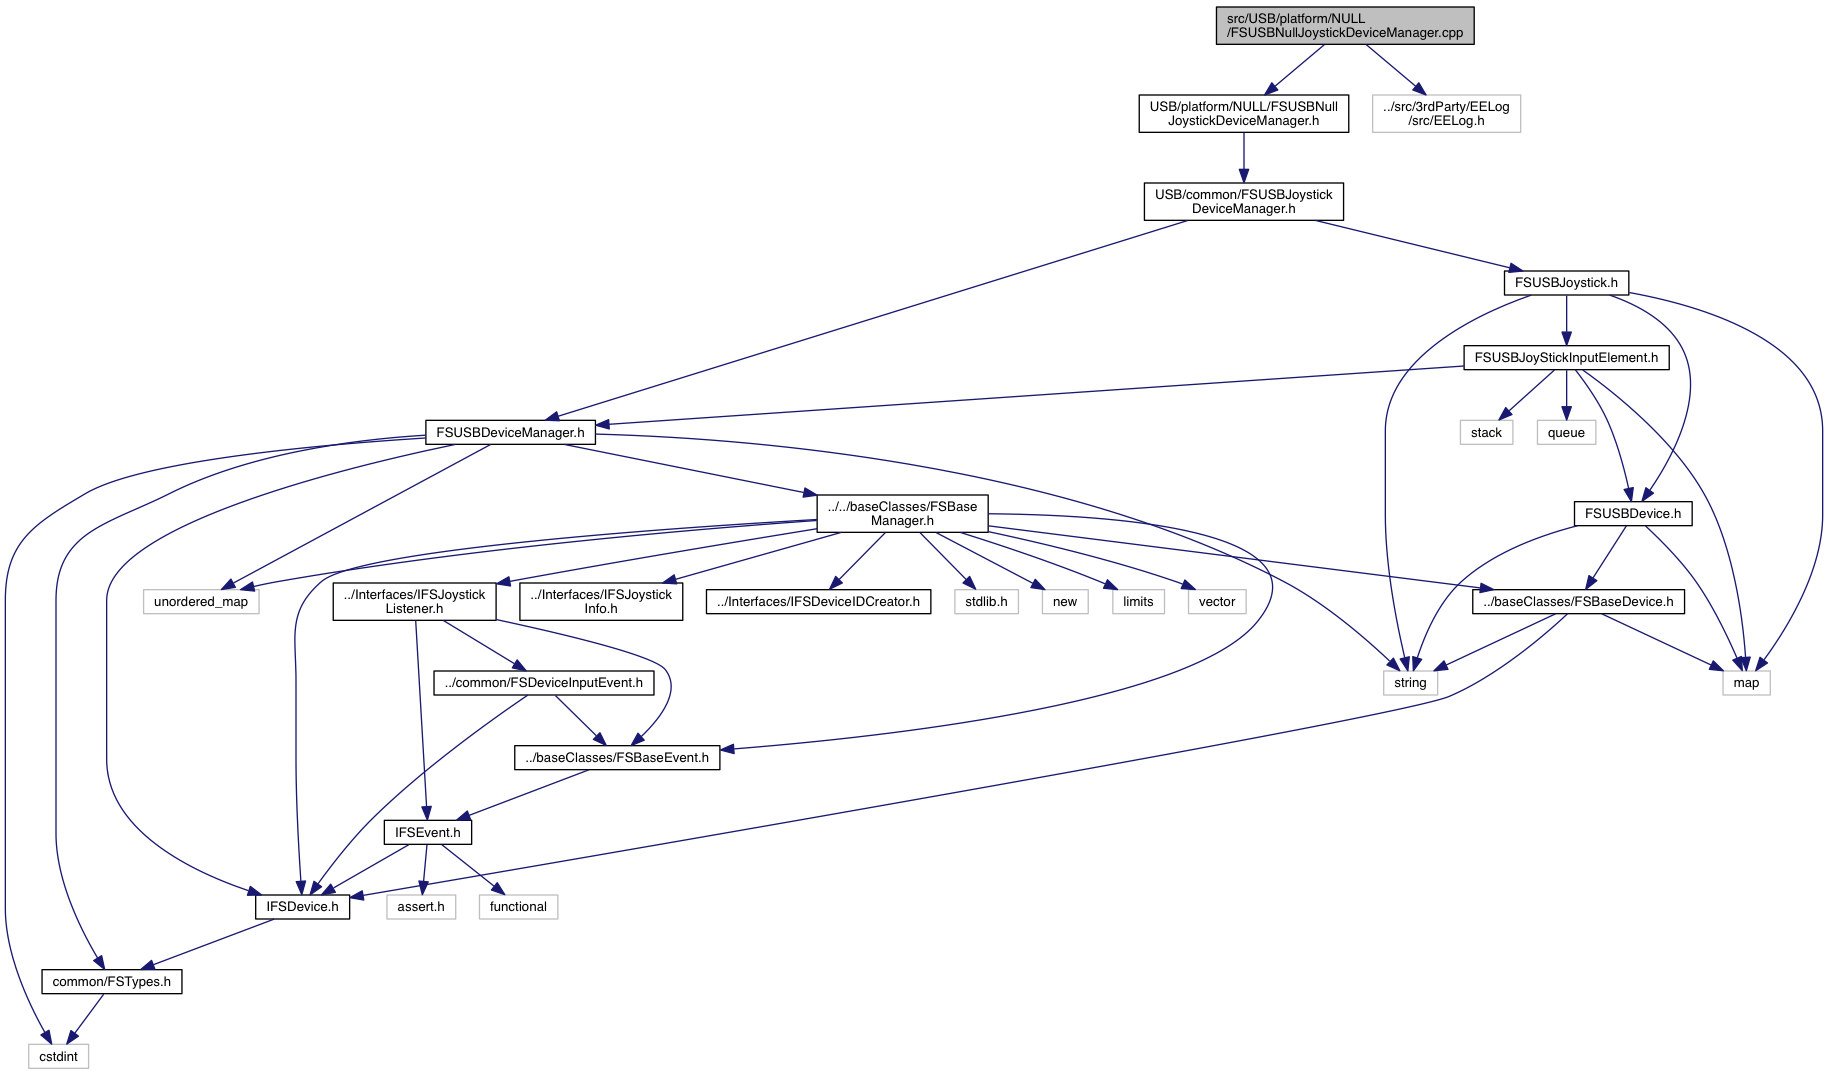 src/USB/platform/NULL
/FSUSBNullJoystickDeviceManager.cpp
USB/platform/NULL/FSUSBNull
JoystickDeviceManager.h
../src/3rdParty/EELog
/src/EELog.h
USB/common/FSUSBJoystick
DeviceManager.h
FSUSBJoystick.h
FSUSBJoyStickInputElement.h
FSUSBDeviceManager.h
stack
queue
../../baseClasses/FSBase
Manager.h
FSUSBDevice.h
unordered_map
../Interfaces/IFSJoystick
Listener.h
../Interfaces/IFSJoystick
Info.h
../Interfaces/IFSDeviceIDCreator.h
stdlib.h
new
limits
vector
../baseClasses/FSBaseDevice.h
../common/FSDeviceInputEvent.h
string
map
../baseClasses/FSBaseEvent.h
IFSEvent.h
IFSDevice.h
assert.h
functional
common/FSTypes.h
cstdint